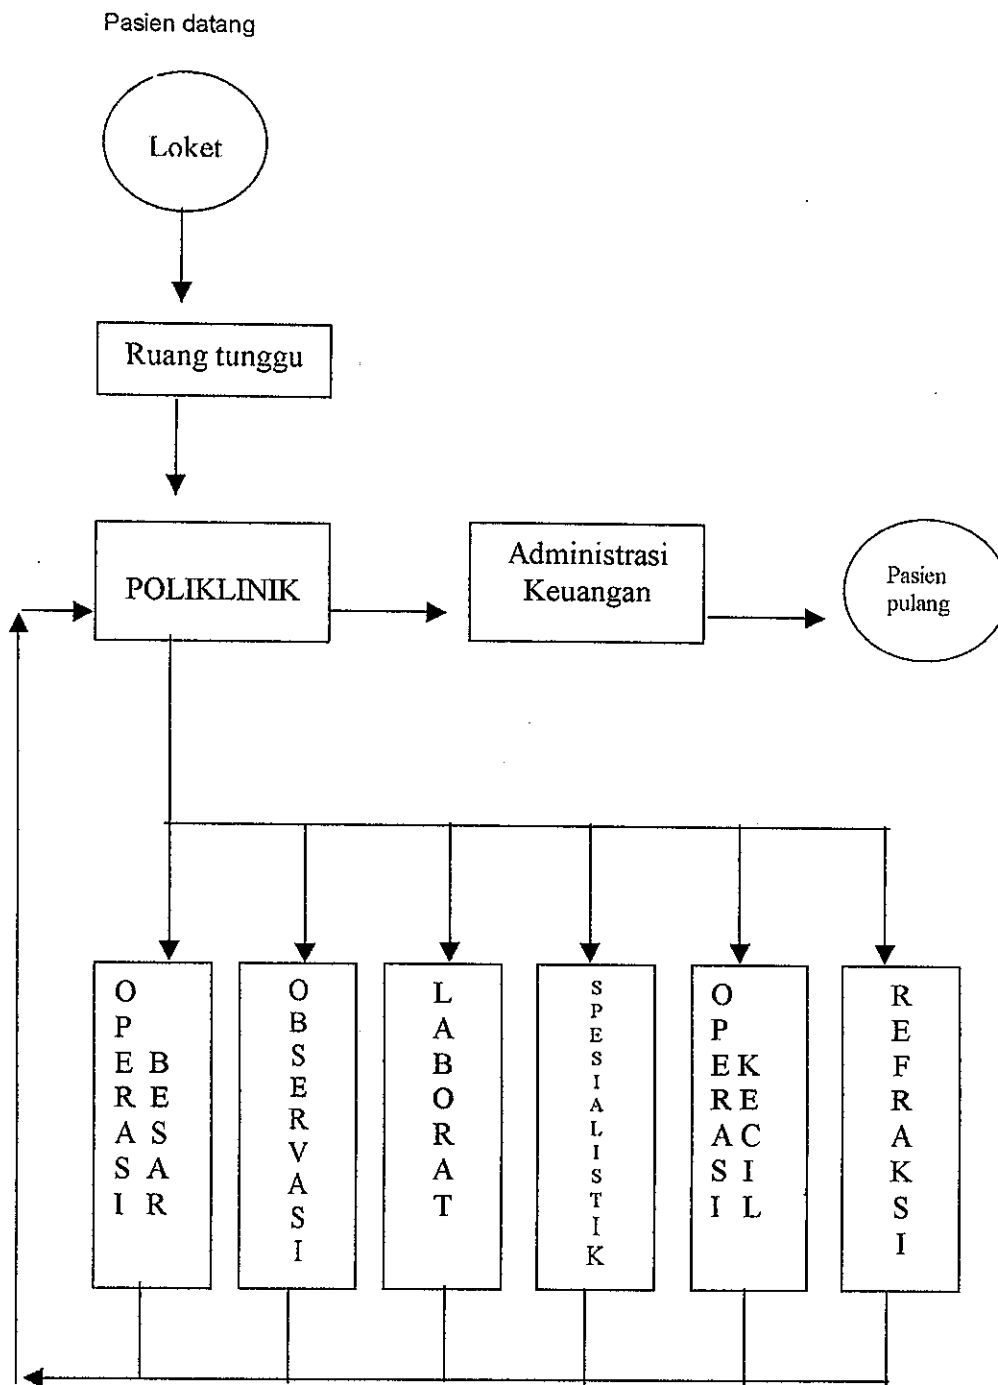 Pasien datang
Loket
Ruang tunggu
POLIKLINIK
Administrasi
Keuangan
Pasien
pulang
OPERASI
BESAR
OBSERVASI
LABORAT
SPESIALISTIK
OPERASI
KECIL
REFRAKSI